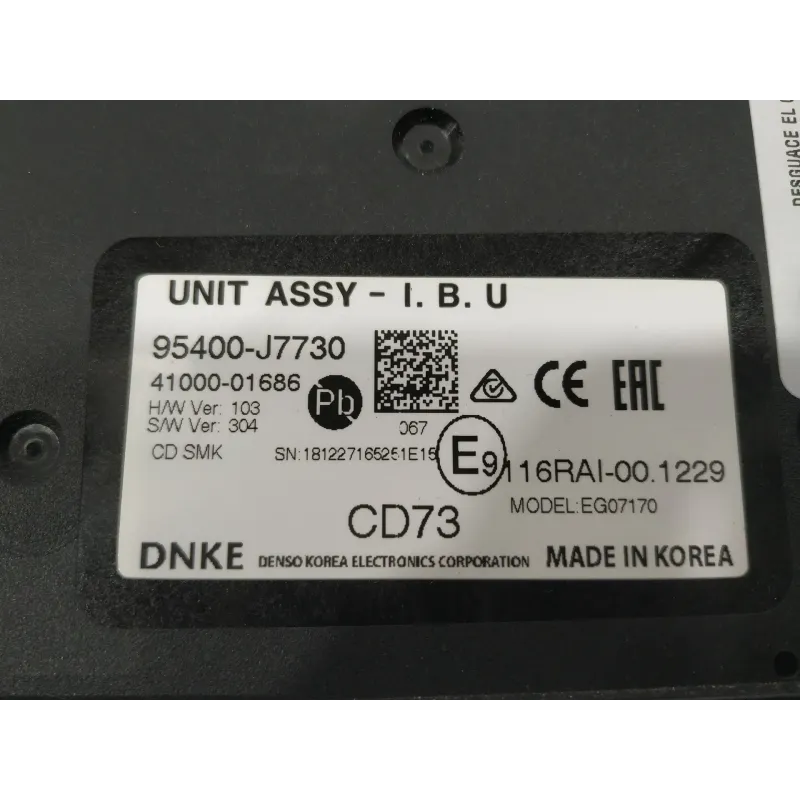 DESGUACE EL
UNIT ASSY - I. B. U
95400-J7730
41000-01686
Pb
CE
EAC
H/W Ver: 103
S/W Ver: 304
067
CD SMK
SN:181227165251E15
E9
116RAI-00.1229
MODEL:EG07170
CD73
DNKE
DENSO KOREA ELECTRONICS CORPORATION
MADE IN KOREA